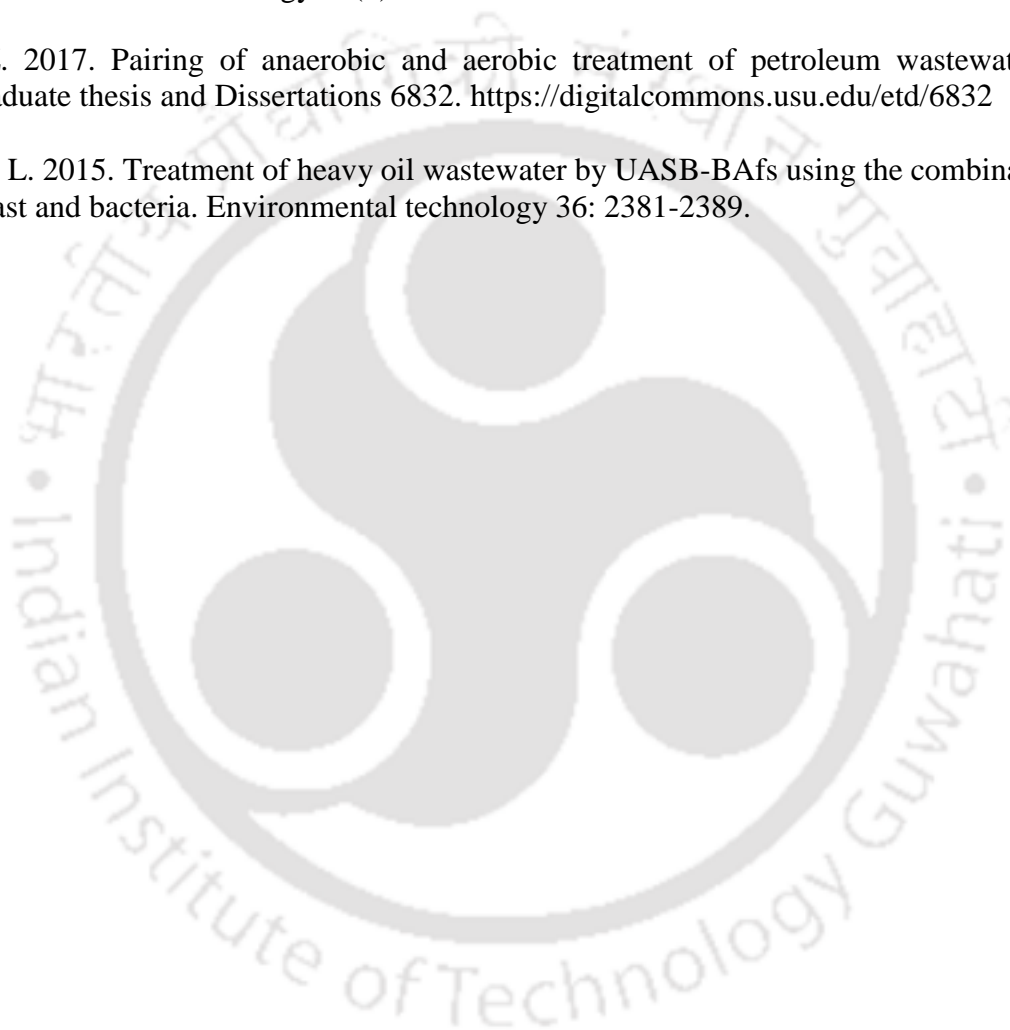 . 2017. Pairing of anaerobic and aerobic treatment of petroleum wastewat
duate thesis and Dissertations 6832. https://digitalcommons.usu.edu/etd/6832
L. 2015. Treatment of heavy oil wastewater by UASB-BAfs using the combina
ast and bacteria. Environmental technology 36: 2381-2389.
Indian Institute of Technology Guwahati